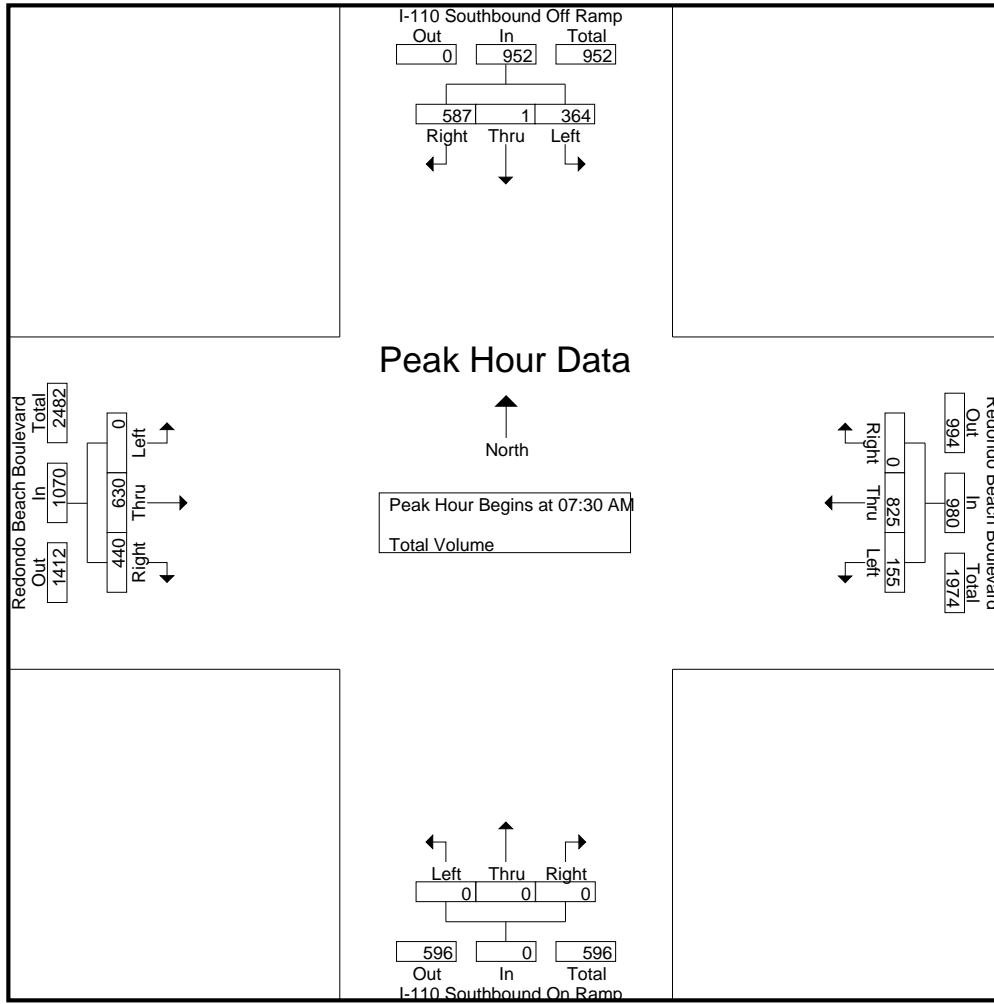 I-110 Southbound Off Ramp
Out In Total
0 952 952
587 1 364
Right Thru Left
Peak Hour Data
North
Peak Hour Begins at 07:30 AM
Total Volume
Redondo Beach Boulevard
Out In Total
1412 1070 2482
Left Thru Right
0 630 440
Redondo Beach Boulevard
Out In Total
994 980 1974
Right Thru Left
0 825 155
Left Thru Right
0 0 0
596 0 596
Out In Total
I-110 Southbound On Ramp